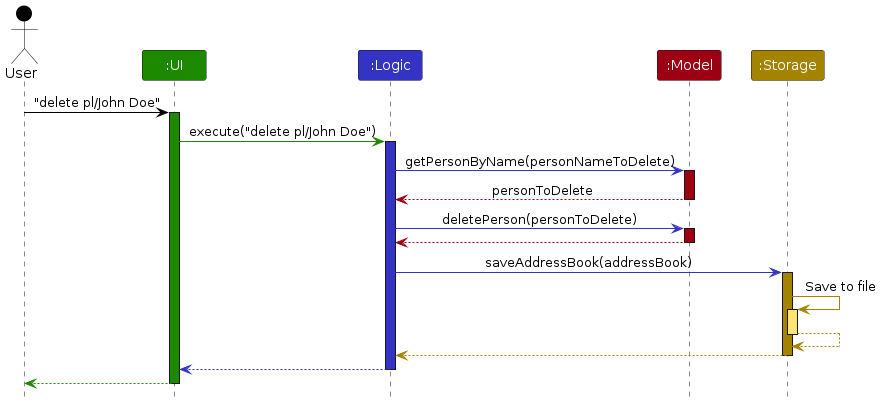 User
:UI
:Logic
:Model
:Storage
"delete pl/John Doe"
execute("delete pl/John Doe")
getPersonByName(personNameToDelete)
personToDelete
deletePerson(personToDelete)
saveAddressBook(addressBook)
Save to file